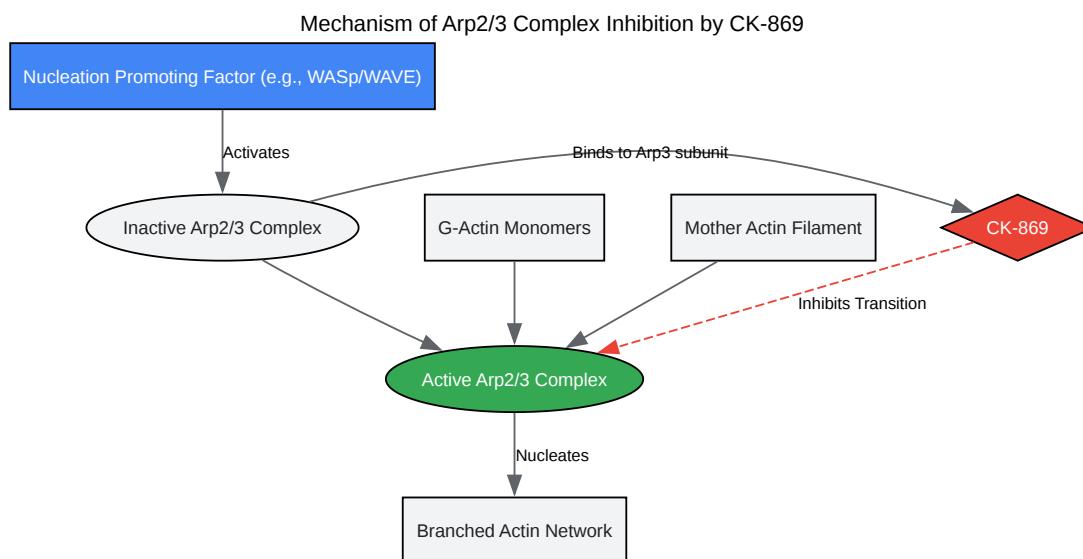 Mechanism of Arp2/3 Complex Inhibition by CK-869
Nucleation Promoting Factor (e.g., WASp/WAVE)
Activates
Binds to Arp3 subunit
Inactive Arp2/3 Complex
G-Actin Monomers
Mother Actin Filament
CK-869
Inhibits Transition
Active Arp2/3 Complex
Nucleates
Branched Actin Network